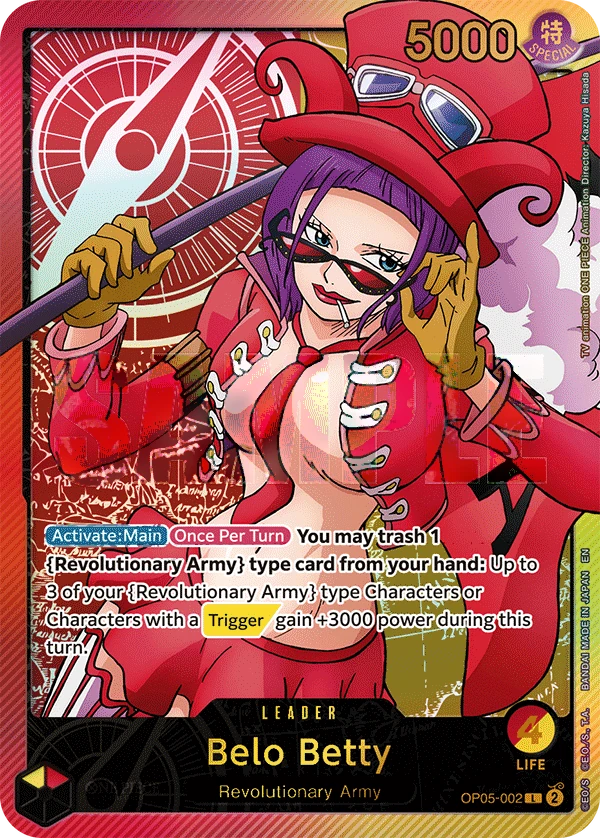 5000
特
SPECIAL
TV animation ONE PIECE Animation Director: Kazuya Hisada
SAMPLE
Activate:Main Once Per Turn You may trash 1
{Revolutionary Army} type card from your hand: Up to
3 of your {Revolutionary Army} type Characters or
Characters with a Trigger gain +3000 power during this
turn.
LEADER
Belo Betty
Revolutionary Army
4
LIFE
OP05-002 L 2
©E.O/S ©E.O./S., T.A. BANDAI MADE IN JAPAN EN
ONE PIECE